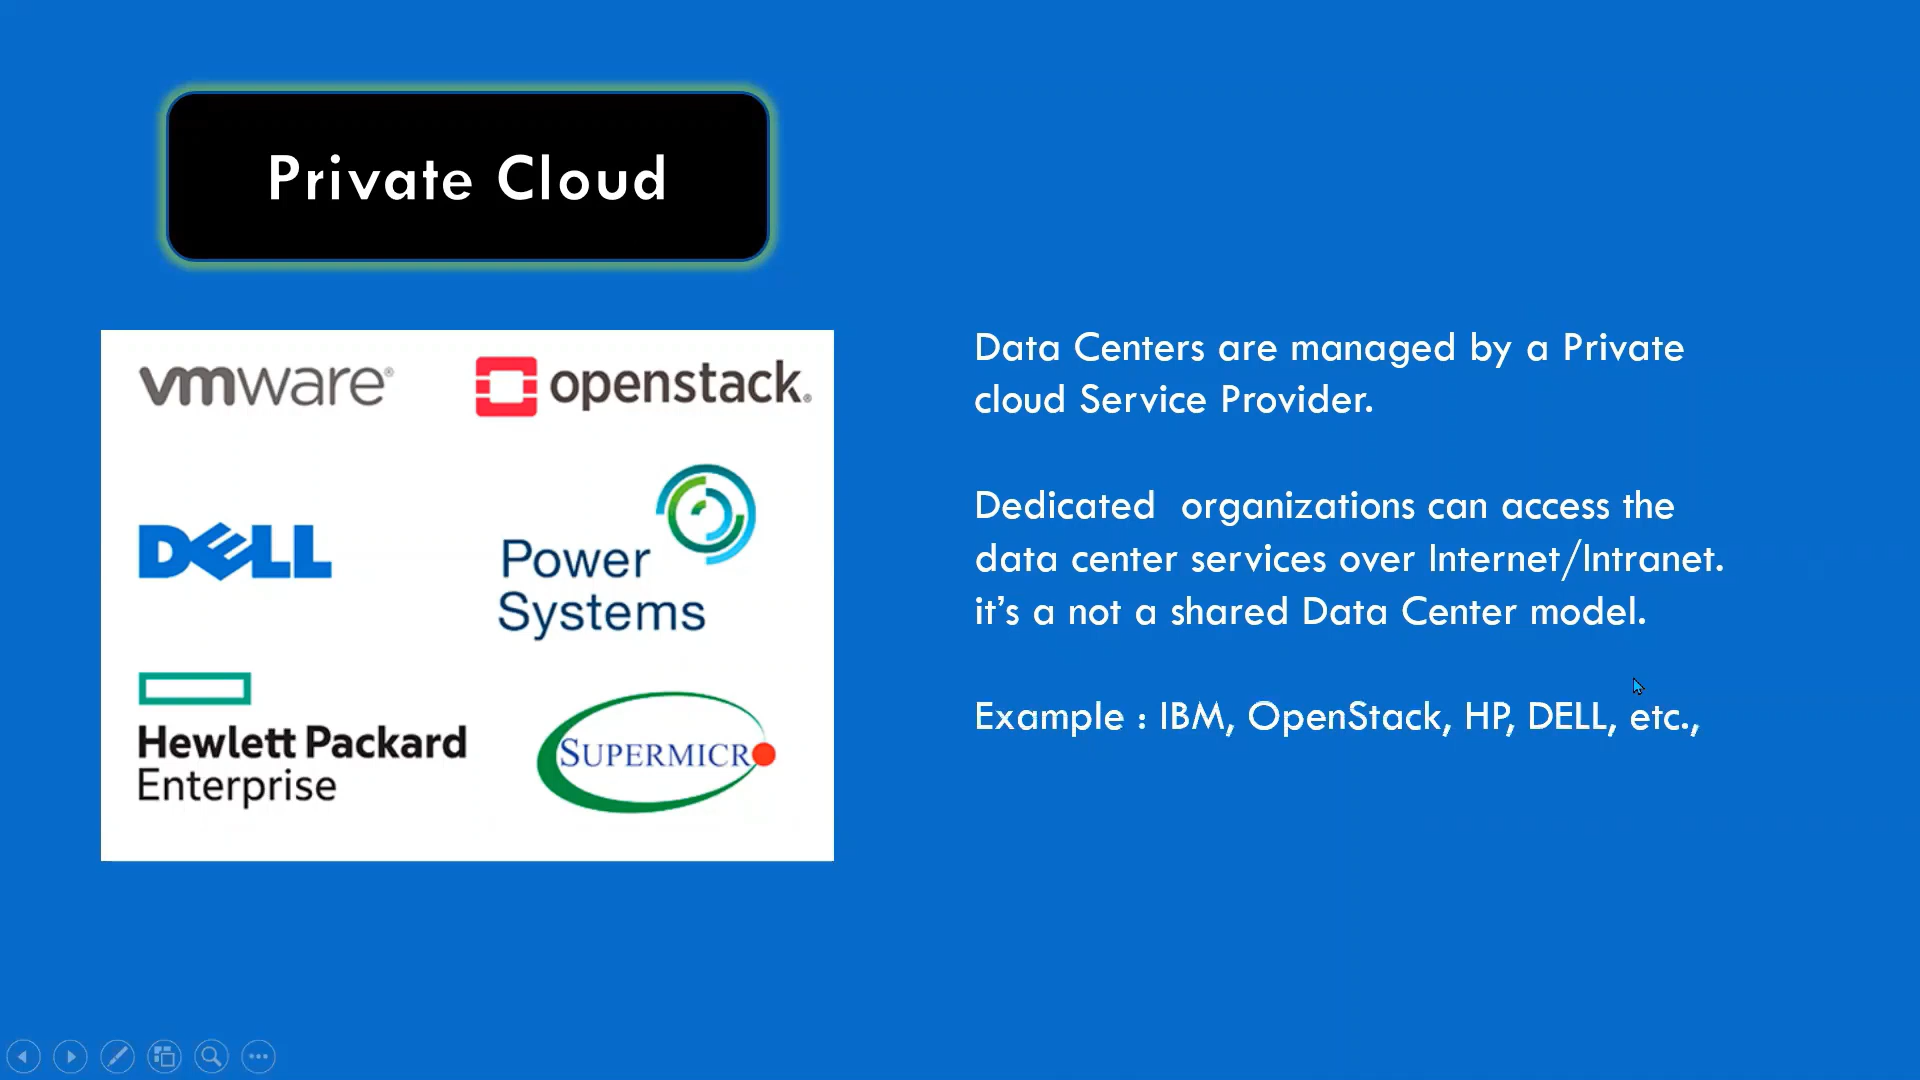 Private Cloud
vmware®
openstack®
DELL
Power
Systems
Hewlett Packard
Enterprise
SUPERMICR
Data Centers are managed by a Private
cloud Service Provider.
Dedicated  organizations can access the
data center services over Internet/Intranet.
it’s a not a shared Data Center model.
Example : IBM, OpenStack, HP, DELL, etc.,